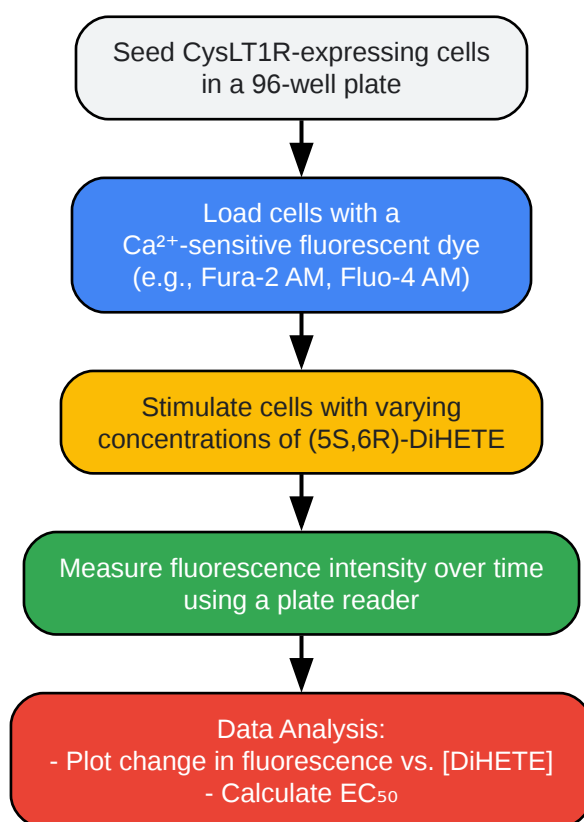 Seed CysLT1R-expressing cells
in a 96-well plate
Load cells with a
Ca²⁺-sensitive fluorescent dye
(e.g., Fura-2 AM, Fluo-4 AM)
Stimulate cells with varying
concentrations of (5S,6R)-DiHETE
Measure fluorescence intensity over time
using a plate reader
Data Analysis:
- Plot change in fluorescence vs. [DiHETE]
- Calculate EC₅₀